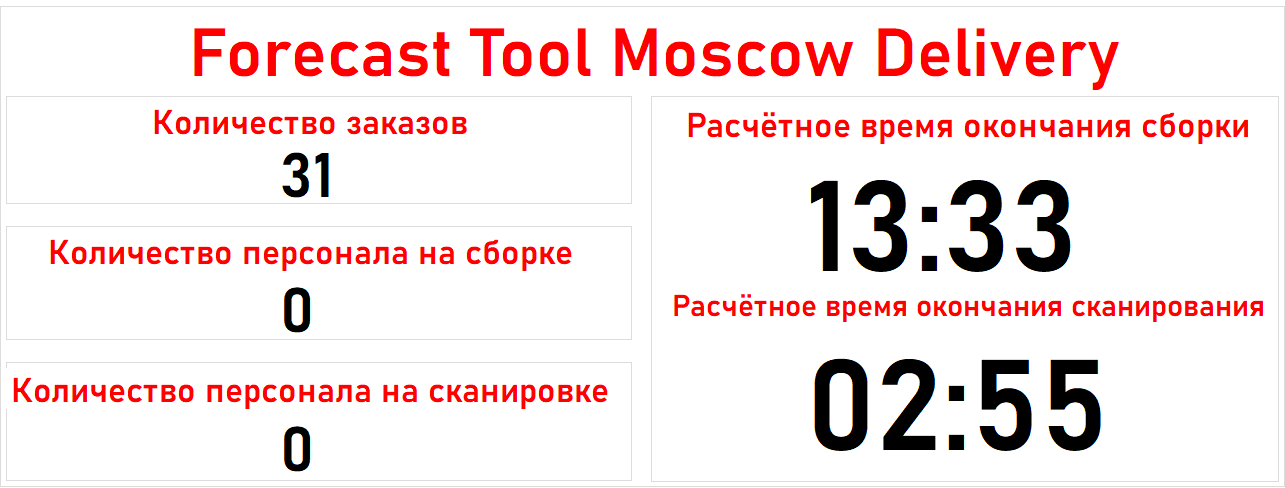 Forecast Tool Moscow Delivery
Количество заказов
31
Количество персонала на сборке
0
Количество персонала на сканировке
0
Расчётное время окончания сборки
13:33
Расчётное время окончания сканирования
02:55